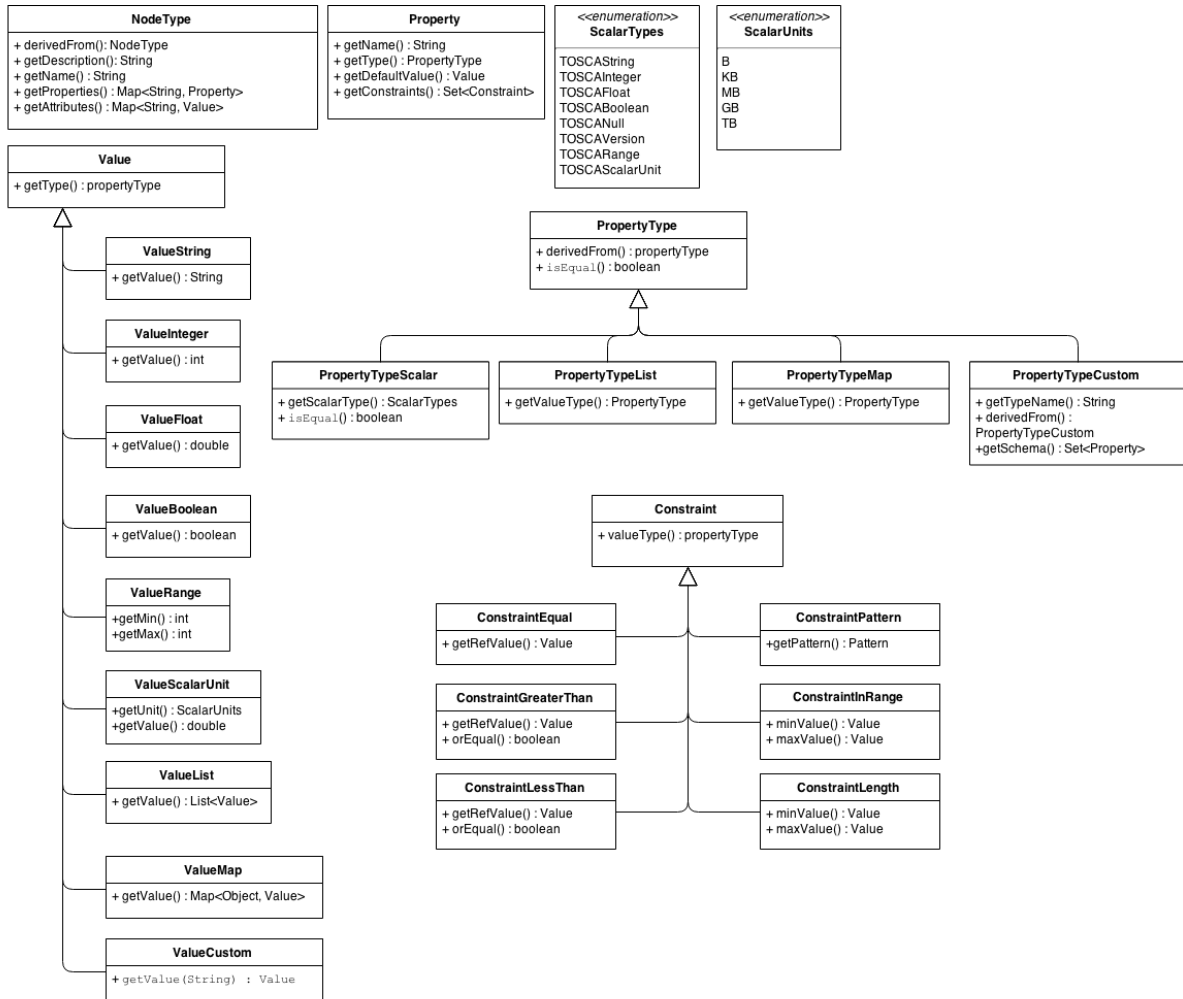 NodeType
+ derivedFrom(): NodeType
+ getDescription(): String
+ getName() : String
+ getProperties() : Map<String, Property>
+ getAttributes() : Map<String, Value>
Property
+ getName() : String
+ getType() : PropertyType
+ getDefaultValue() : Value
+ getConstraints() : Set<Constraint>
<<enumeration>>
ScalarTypes
TOSCAString
TOSCAInteger
TOSCAFloat
TOSCABoolean
TOSCANull
TOSCAVersion
TOSCARange
TOSCAScalarUnit
<<enumeration>>
ScalarUnits
B
KB
MB
GB
TB
Value
+ getType() : propertyType
ValueString
+ getValue() : String
ValueInteger
+ getValue() : int
ValueFloat
+ getValue() : double
ValueBoolean
+ getValue() : boolean
ValueRange
+getMin() : int
+getMax() : int
ValueScalarUnit
+getUnit() : ScalarUnits
+getValue() : double
ValueList
+ getValue() : List<Value>
ValueMap
+ getValue() : Map<Object, Value>
ValueCustom
+ getValue(String) : Value
PropertyType
+ derivedFrom() : propertyType
+ isEqual() : boolean
PropertyTypeScalar
+ getScalarType() : ScalarTypes
+ isEqual() : boolean
PropertyTypeList
+ getValueType() : PropertyType
PropertyTypeMap
+ getValueType() : PropertyType
PropertyTypeCustom
+ getTypeName() : String
+ derivedFrom() :
PropertyTypeCustom
+getSchema() : Set<Property>
Constraint
+ valueType() : propertyType
ConstraintEqual
+ getRefValue() : Value
ConstraintPattern
+getPattern() : Pattern
ConstraintGreaterThan
+ getRefValue() : Value
+ orEqual() : boolean
ConstraintInRange
+ minValue() : Value
+ maxValue() : Value
ConstraintLessThan
+ getRefValue() : Value
+ orEqual() : boolean
ConstraintLength
+ minValue() : Value
+ maxValue() : Value